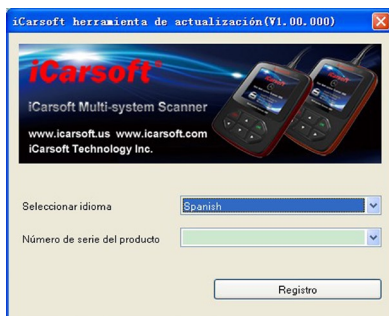 iCarsoft herramienta de actualización(V1.00.000)
iCarsoft
iCarsoft Multi-system Scanner
www.icarsoft.us www.icarsoft.com
iCarsoft Technology Inc.
Seleccionar idioma
Spanish
Número de serie del producto
Registro